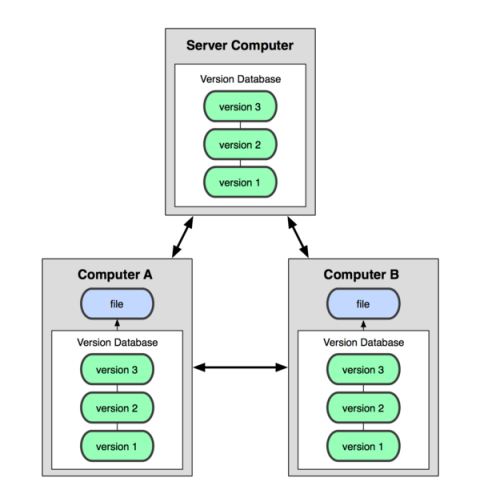 Server Computer
Version Database
version 3
version 2
version 1
Computer A
file
Version Database
version 3
version 2
version 1
Computer B
file
Version Database
version 3
version 2
version 1